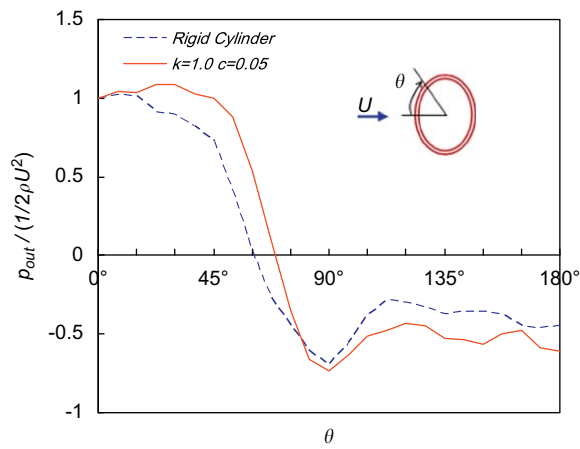 1.5
Rigid Cylinder
k=1.0 c=0.05
θ
U
1
0.5
0
-0.5
-1
0° 45° 90° 135° 180°
p_out / (1/2ρU²)
θ